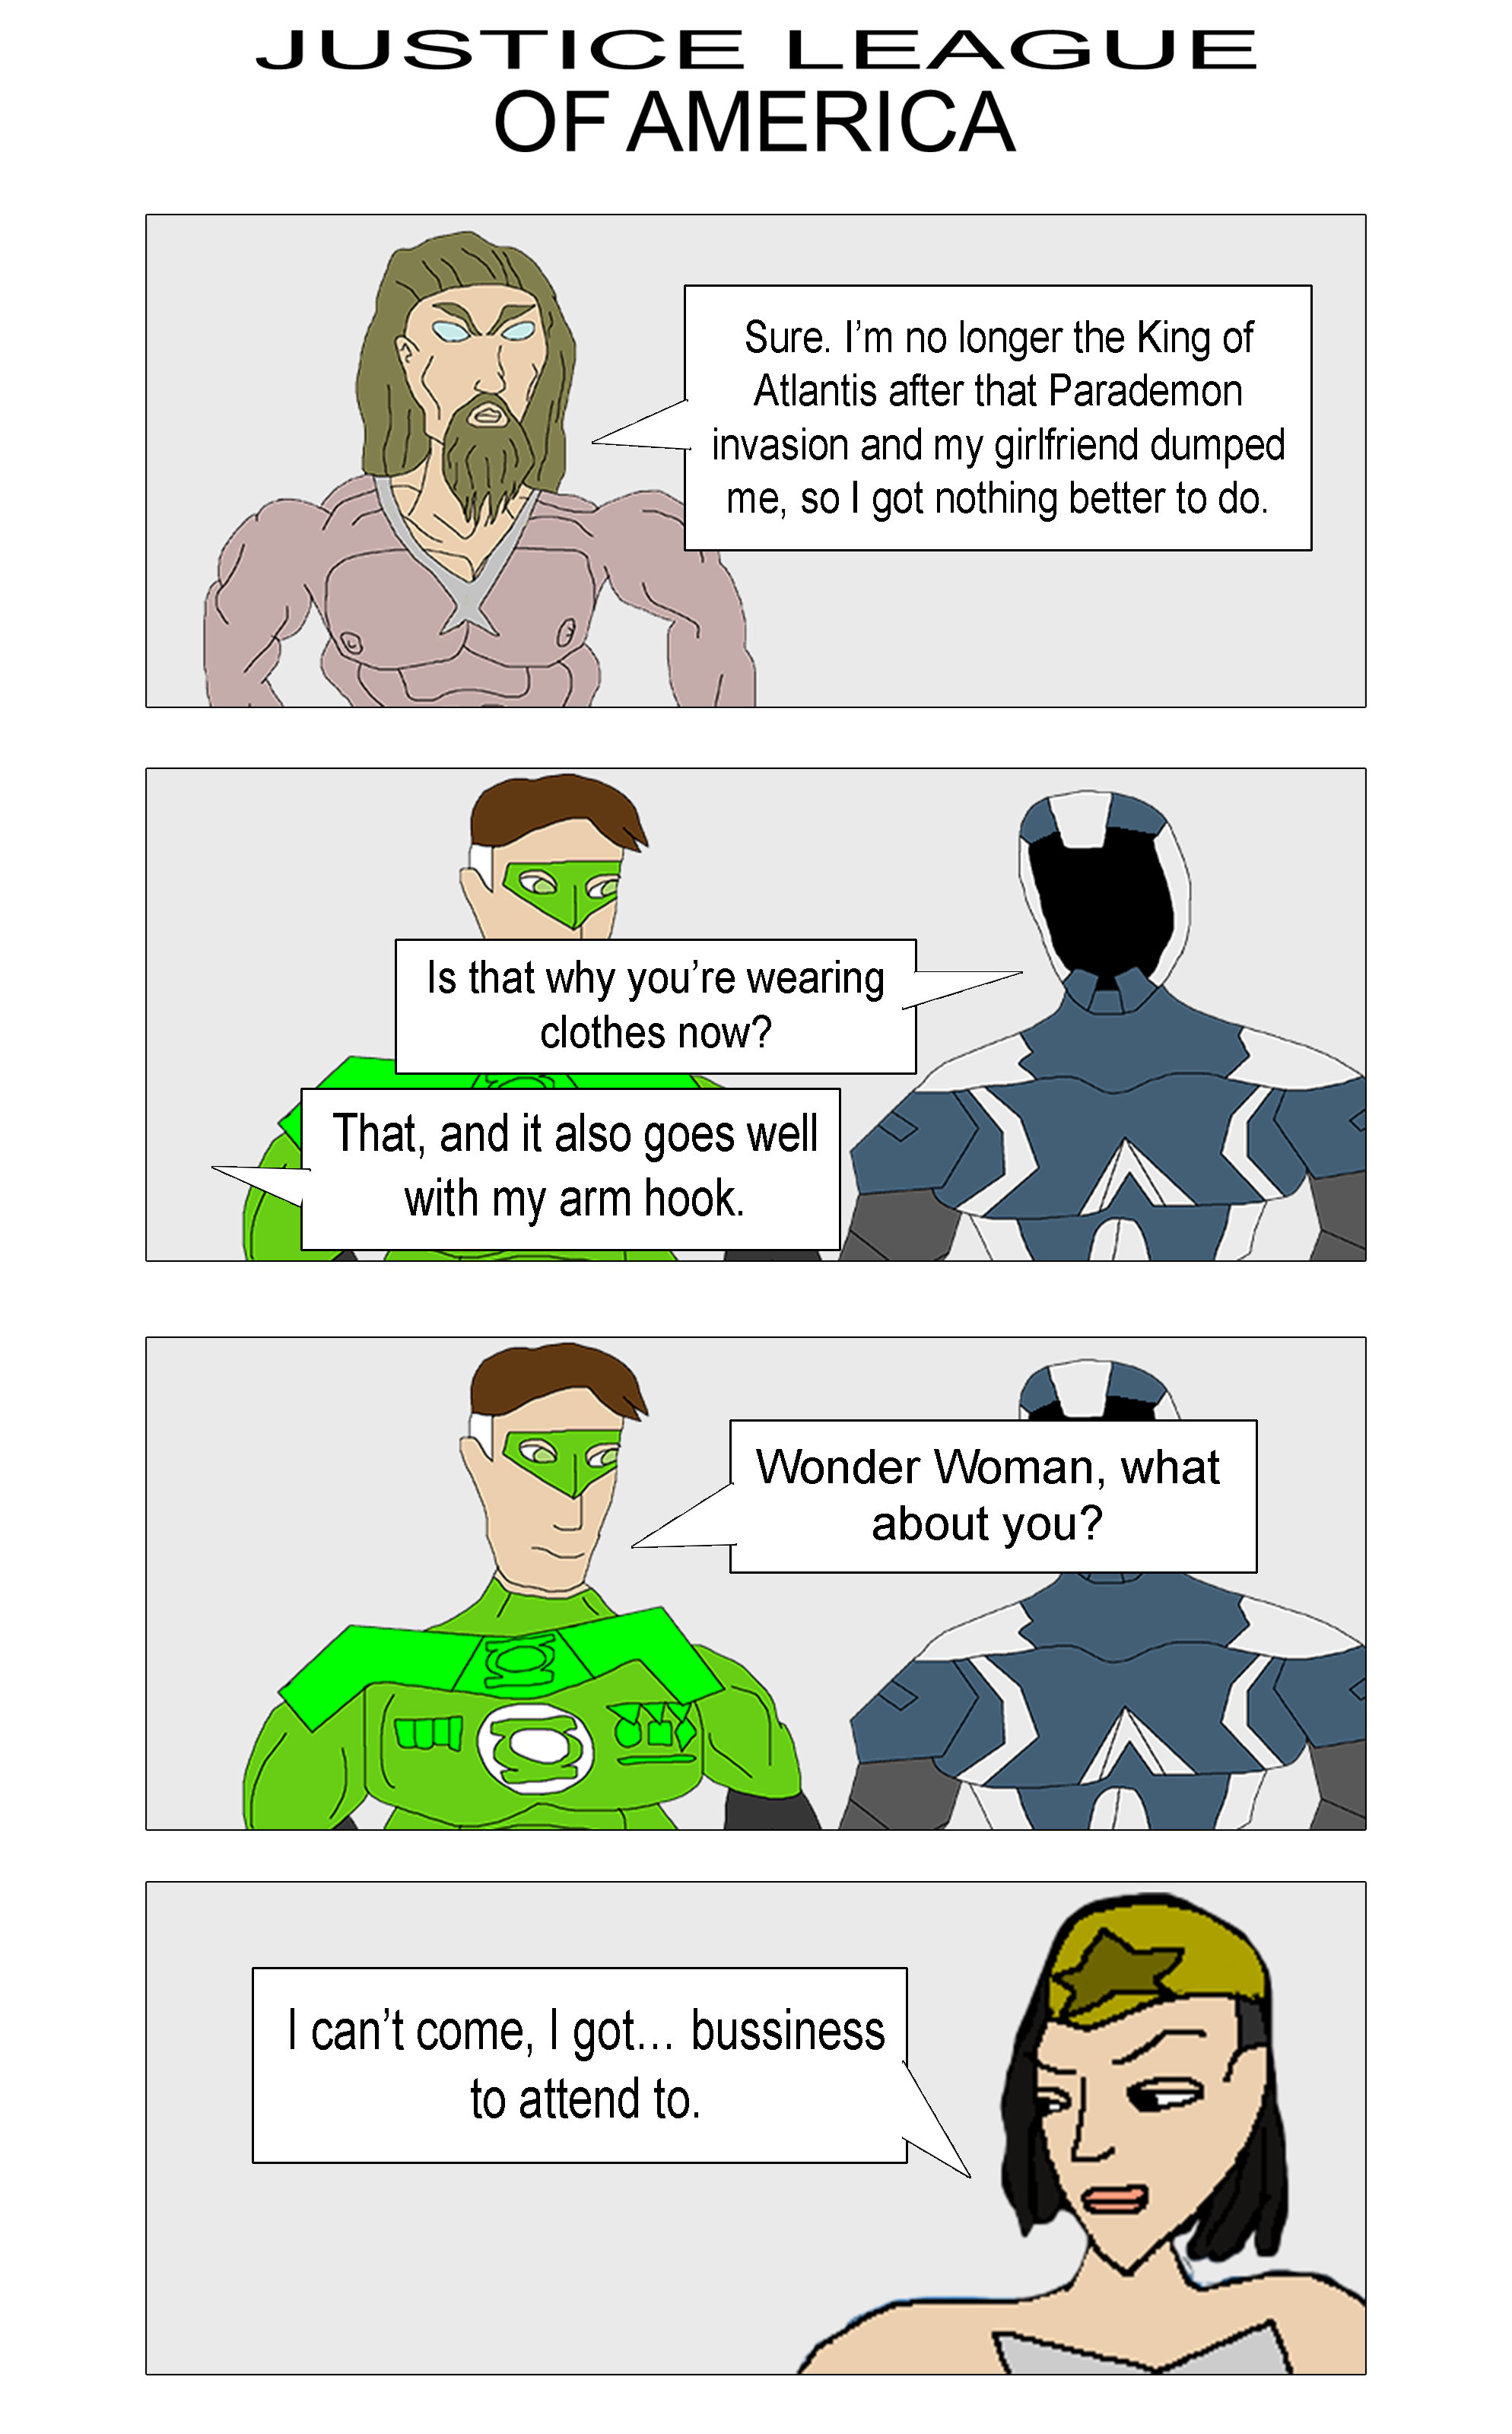 JUSTICE LEAGUE
OF AMERICA
Sure. I'm no longer the King of
Atlantis after that Parademon
invasion and my girlfriend dumped
me, so I got nothing better to do.
Is that why you're wearing
clothes now?
That, and it also goes well
with my arm hook.
Wonder Woman, what
about you?
I can't come, I got... bussiness
to attend to.